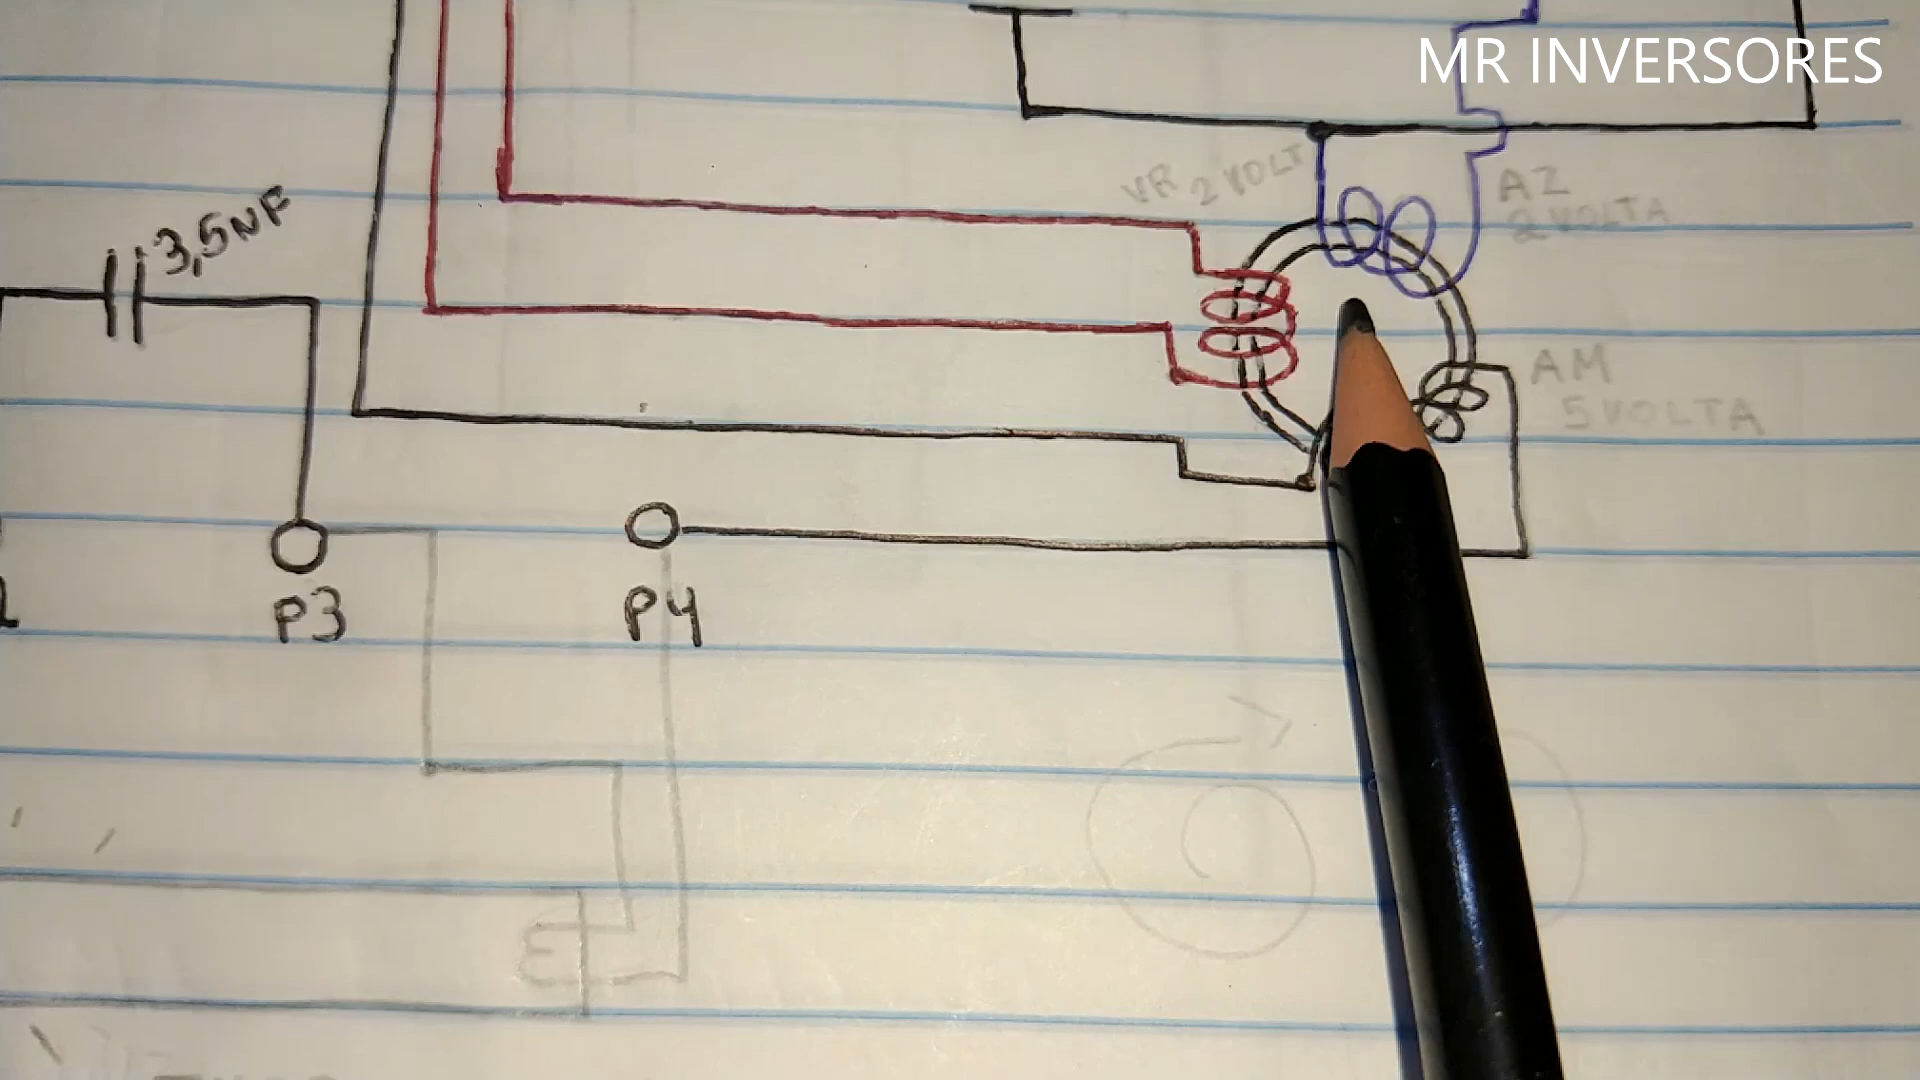 MR INVERSORES
VR 2 VOLT
AZ
2 VOLTA
3,5NF
AM
5 VOLTA
P3
P4